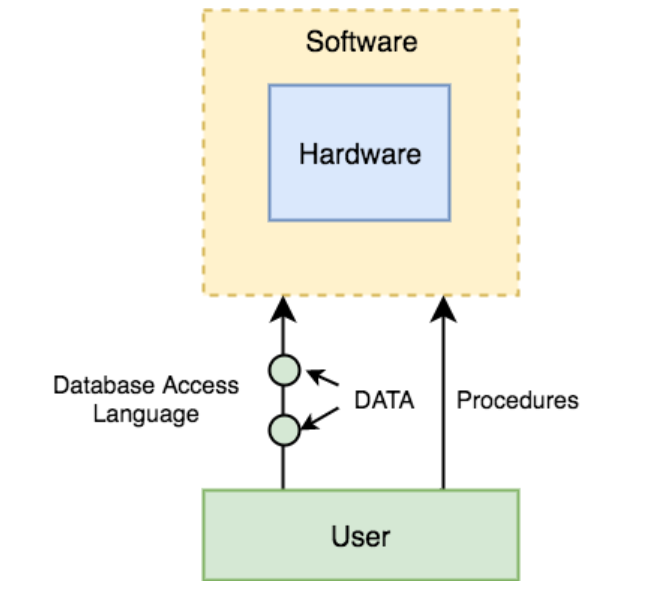 Software
Hardware
Database Access
Language
DATA
Procedures
User